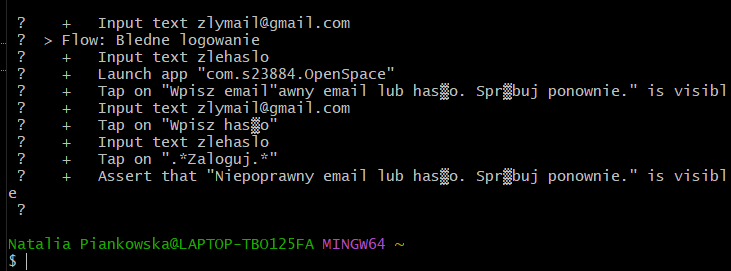 ?     +   Input text zlymail@gmail.com
?  > Flow: Bledne logowanie
?     +   Input text zlehaslo
?     +   Launch app "com.s23884.OpenSpace"
?     +   Tap on "Wpisz email"awny email lub has▒o. Spr▒buj ponownie." is visibl
?     +   Input text zlymail@gmail.com
?     +   Tap on "Wpisz has▒o"
?     +   Input text zlehaslo
?     +   Tap on ".*Zaloguj.*"
?     +   Assert that "Niepoprawny email lub has▒o. Spr▒buj ponownie." is visibl
e
?
Natalia Piankowska@LAPTOP-TBO125FA MINGW64 ~
$